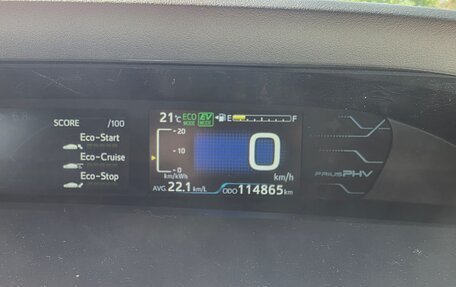 SCORE /100
Eco-Start
Eco-Cruise
Eco-Stop
21°C ECO MODE EV MODE E F
20
10
0
km/kWh
0
km/h
AVG. 22.1 km/L ODO 114865 km
PRIUS PHV